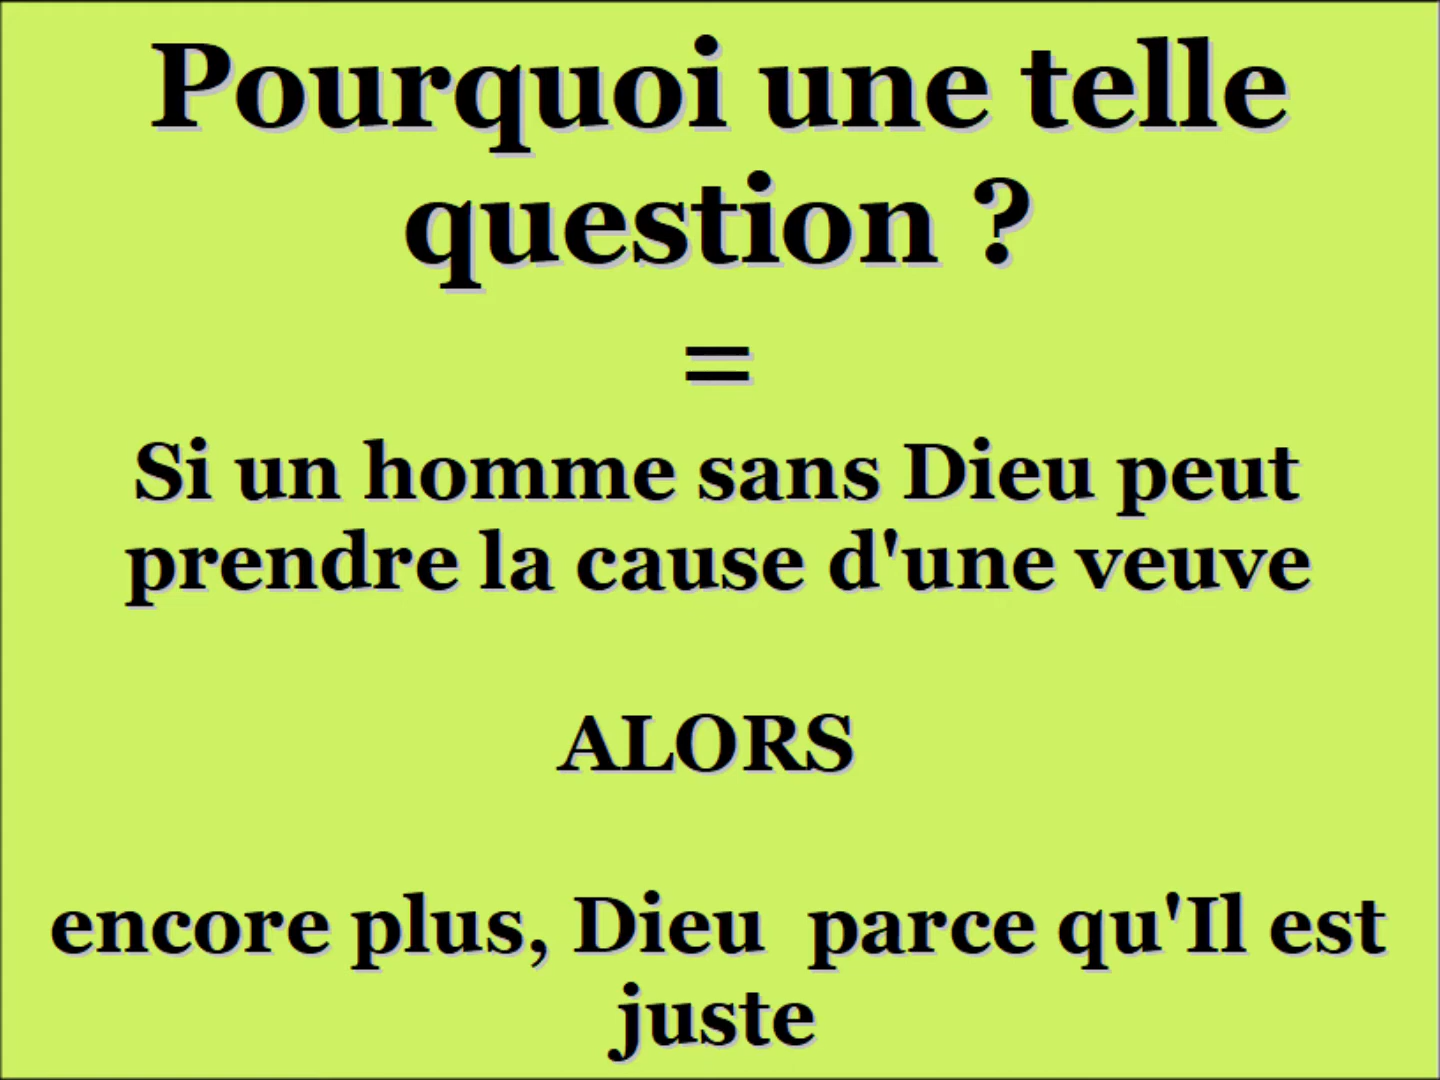 Pourquoi une telle
question ?
=
Si un homme sans Dieu peut
prendre la cause d'une veuve
ALORS
encore plus, Dieu  parce qu'Il est
juste